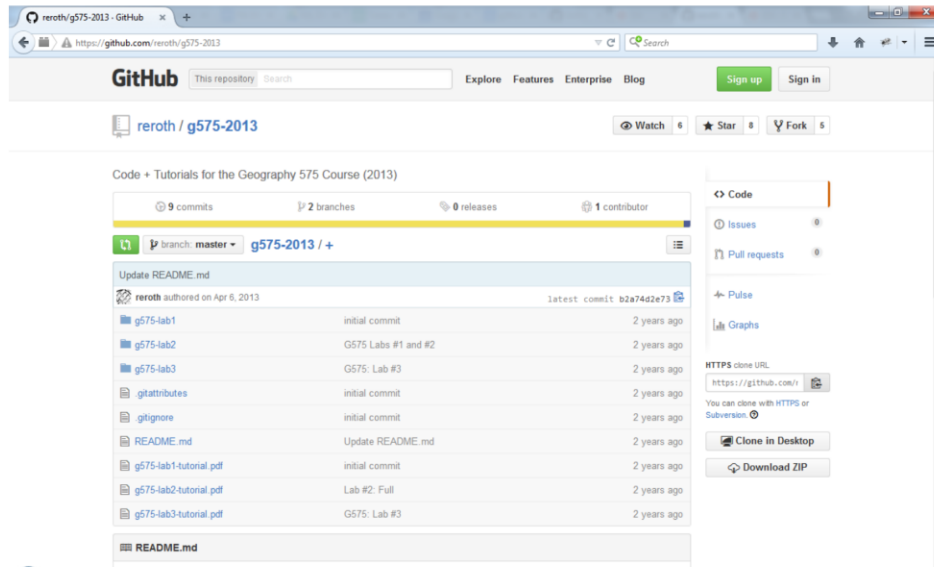 reroth/g575-2013 · GitHub
https://github.com/reroth/g575-2013
Search
GitHub This repository Search Explore Features Enterprise Blog Sign up Sign in
reroth / g575-2013 Watch 6 Star 8 Fork 5
Code + Tutorials for the Geography 575 Course (2013)
9 commits 2 branches 0 releases 1 contributor
branch: master g575-2013 / +
Update README.md
reroth authored on Apr 6, 2013 latest commit b2a74d2e73
g575-lab1 initial commit 2 years ago
g575-lab2 G575 Labs #1 and #2 2 years ago
g575-lab3 G575: Lab #3 2 years ago
.gitattributes initial commit 2 years ago
.gitignore initial commit 2 years ago
README.md Update README.md 2 years ago
g575-lab1-tutorial.pdf initial commit 2 years ago
g575-lab2-tutorial.pdf Lab #2: Full 2 years ago
g575-lab3-tutorial.pdf G575: Lab #3 2 years ago
README.md
Code
Issues 0
Pull requests 0
Pulse
Graphs
HTTPS clone URL
https://github.com/r
You can clone with HTTPS or
Subversion.
Clone in Desktop
Download ZIP